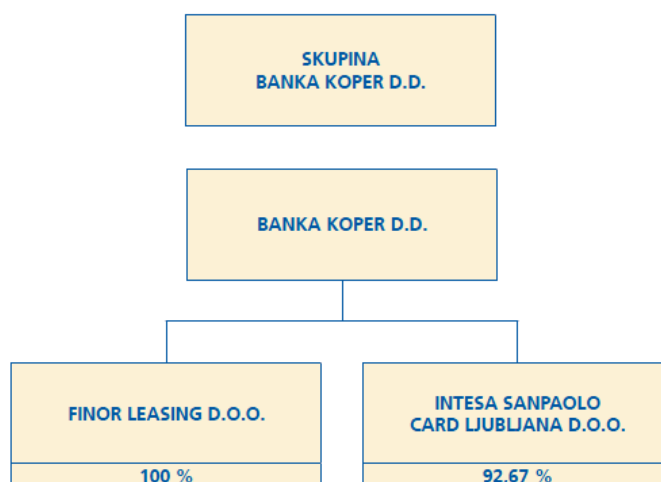 SKUPINA
BANKA KOPER D.D.
BANKA KOPER D.D.
FINOR LEASING D.O.O.
INTESA SANPAOLO
CARD LJUBLJANA D.O.O.
100 %
92,67 %